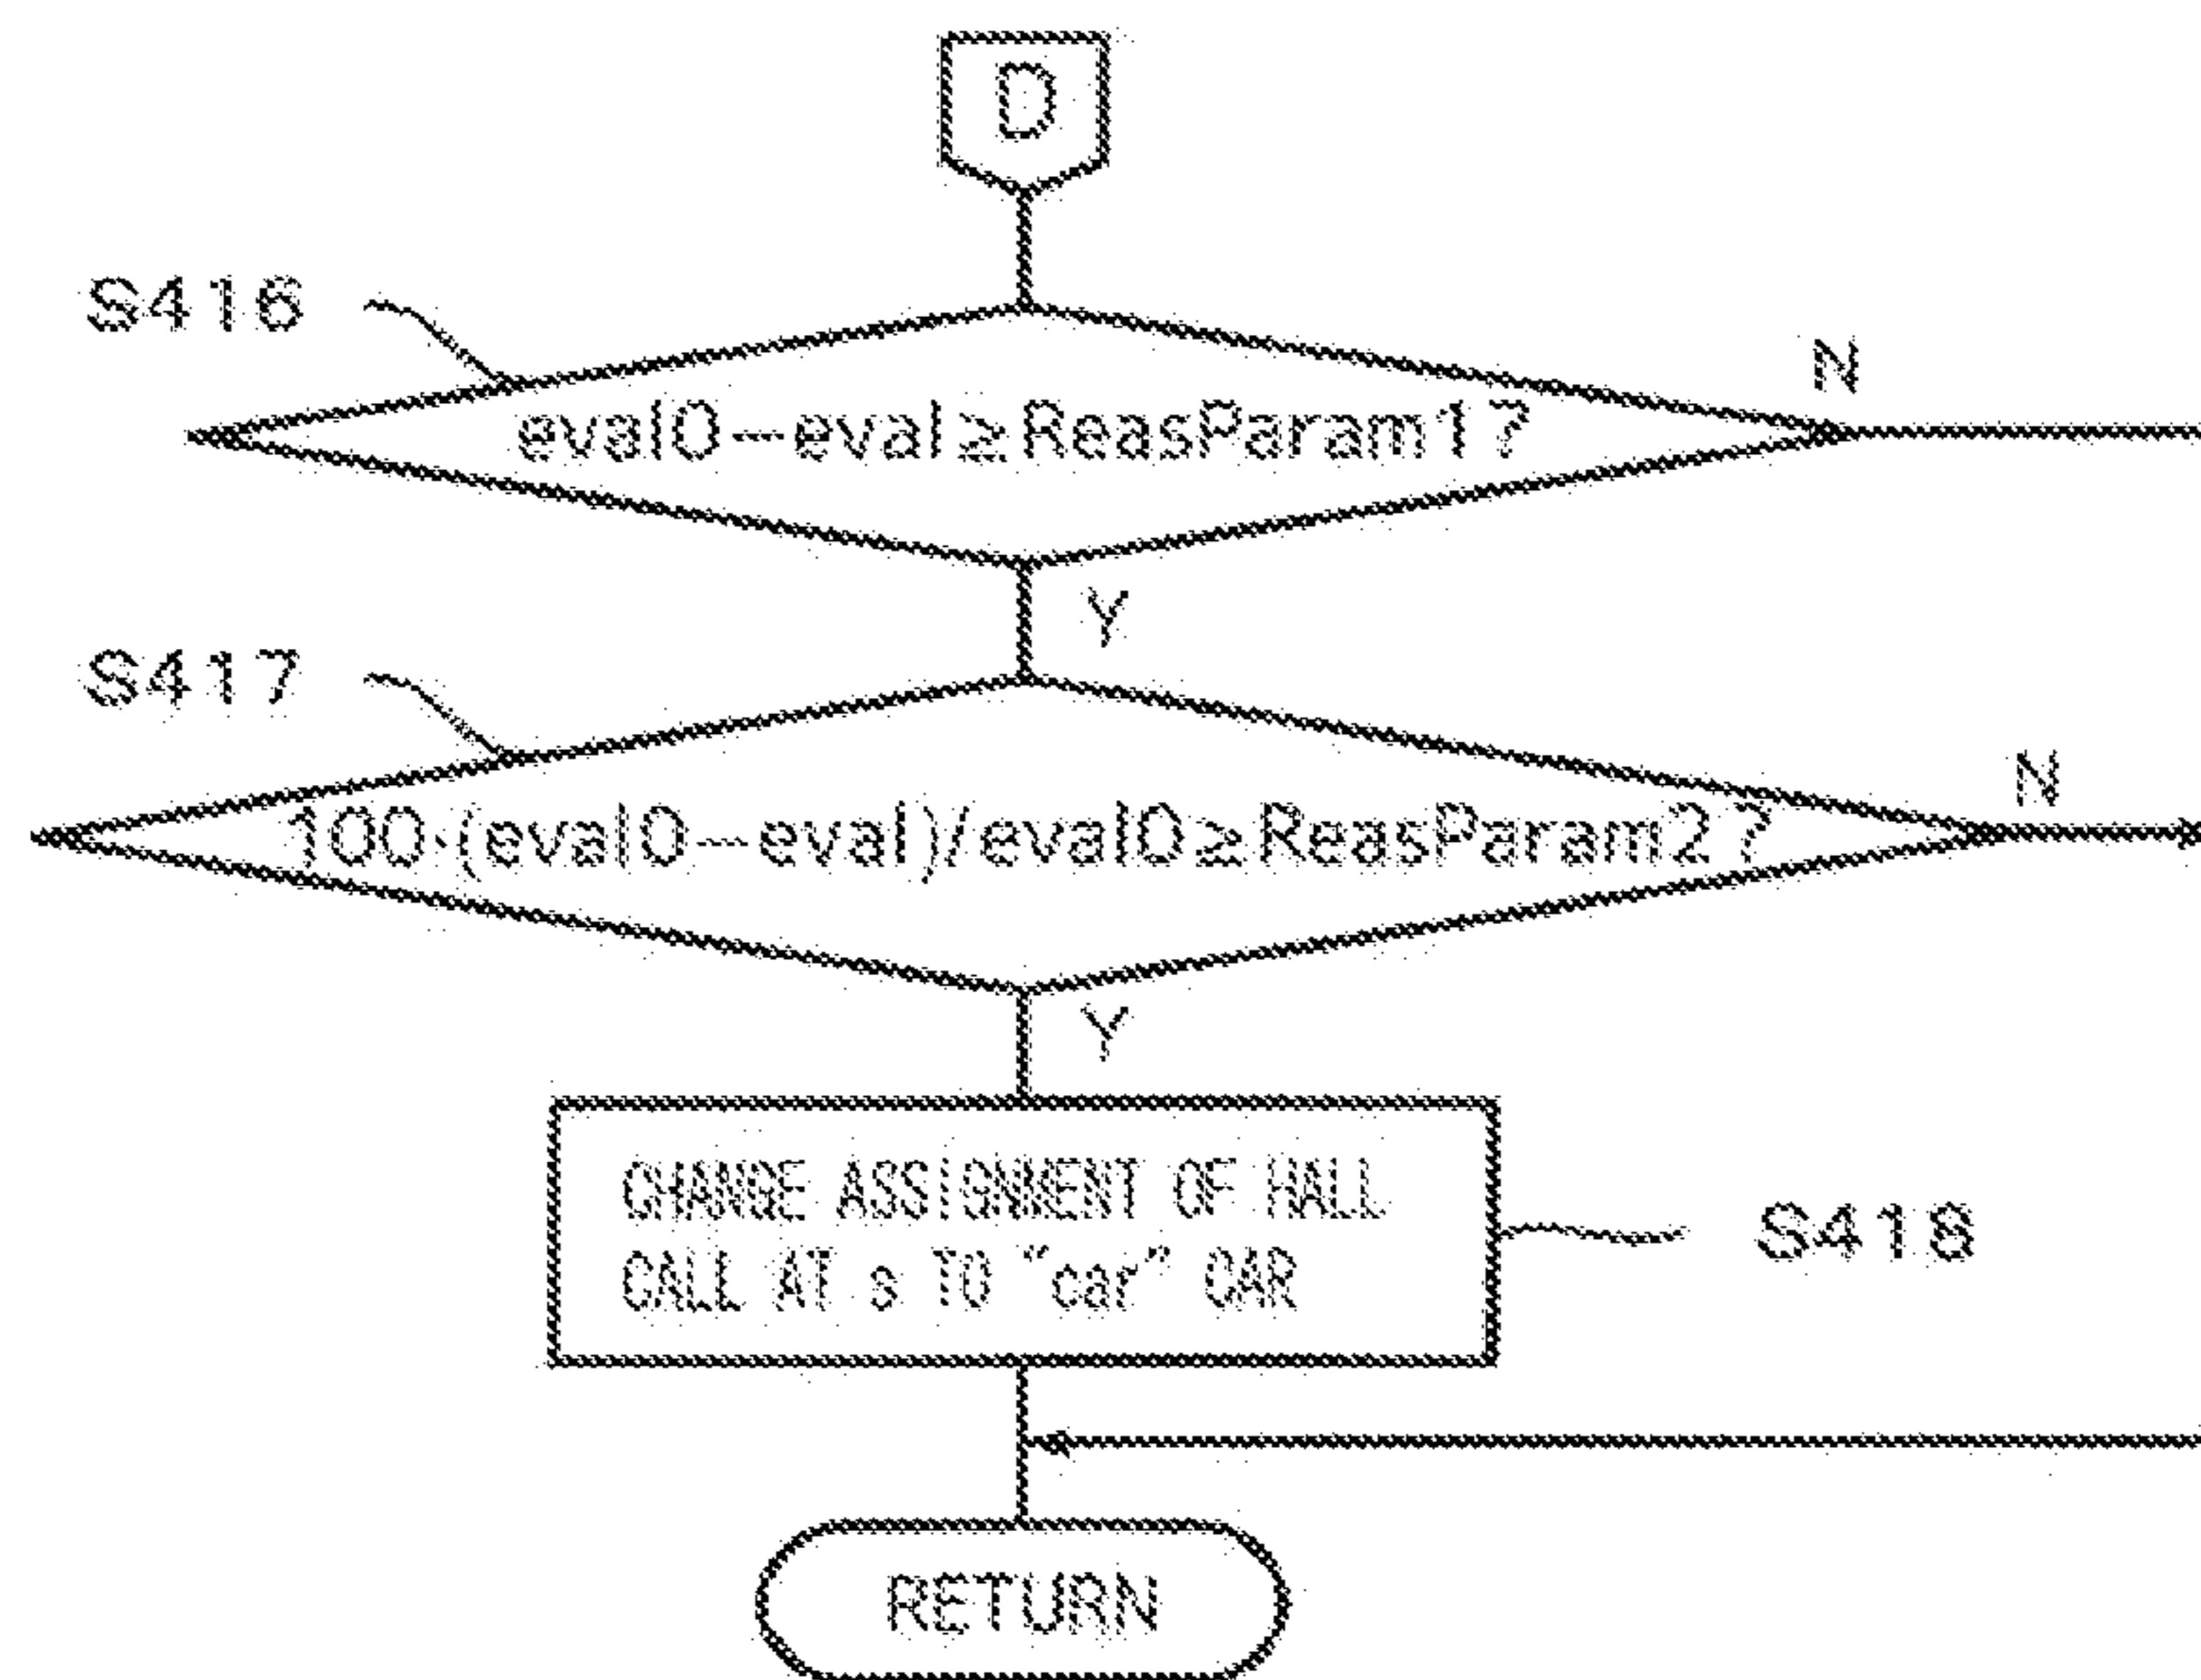 D
S416
N
eval0-eval≥ReasParam1?
Y
S417
N
100·(eval0-eval)/eval0≥ReasParam2?
Y
CHANGE ASSIGNMENT OF HALL
CALL AT s TO "car" CAR
S418
RETURN